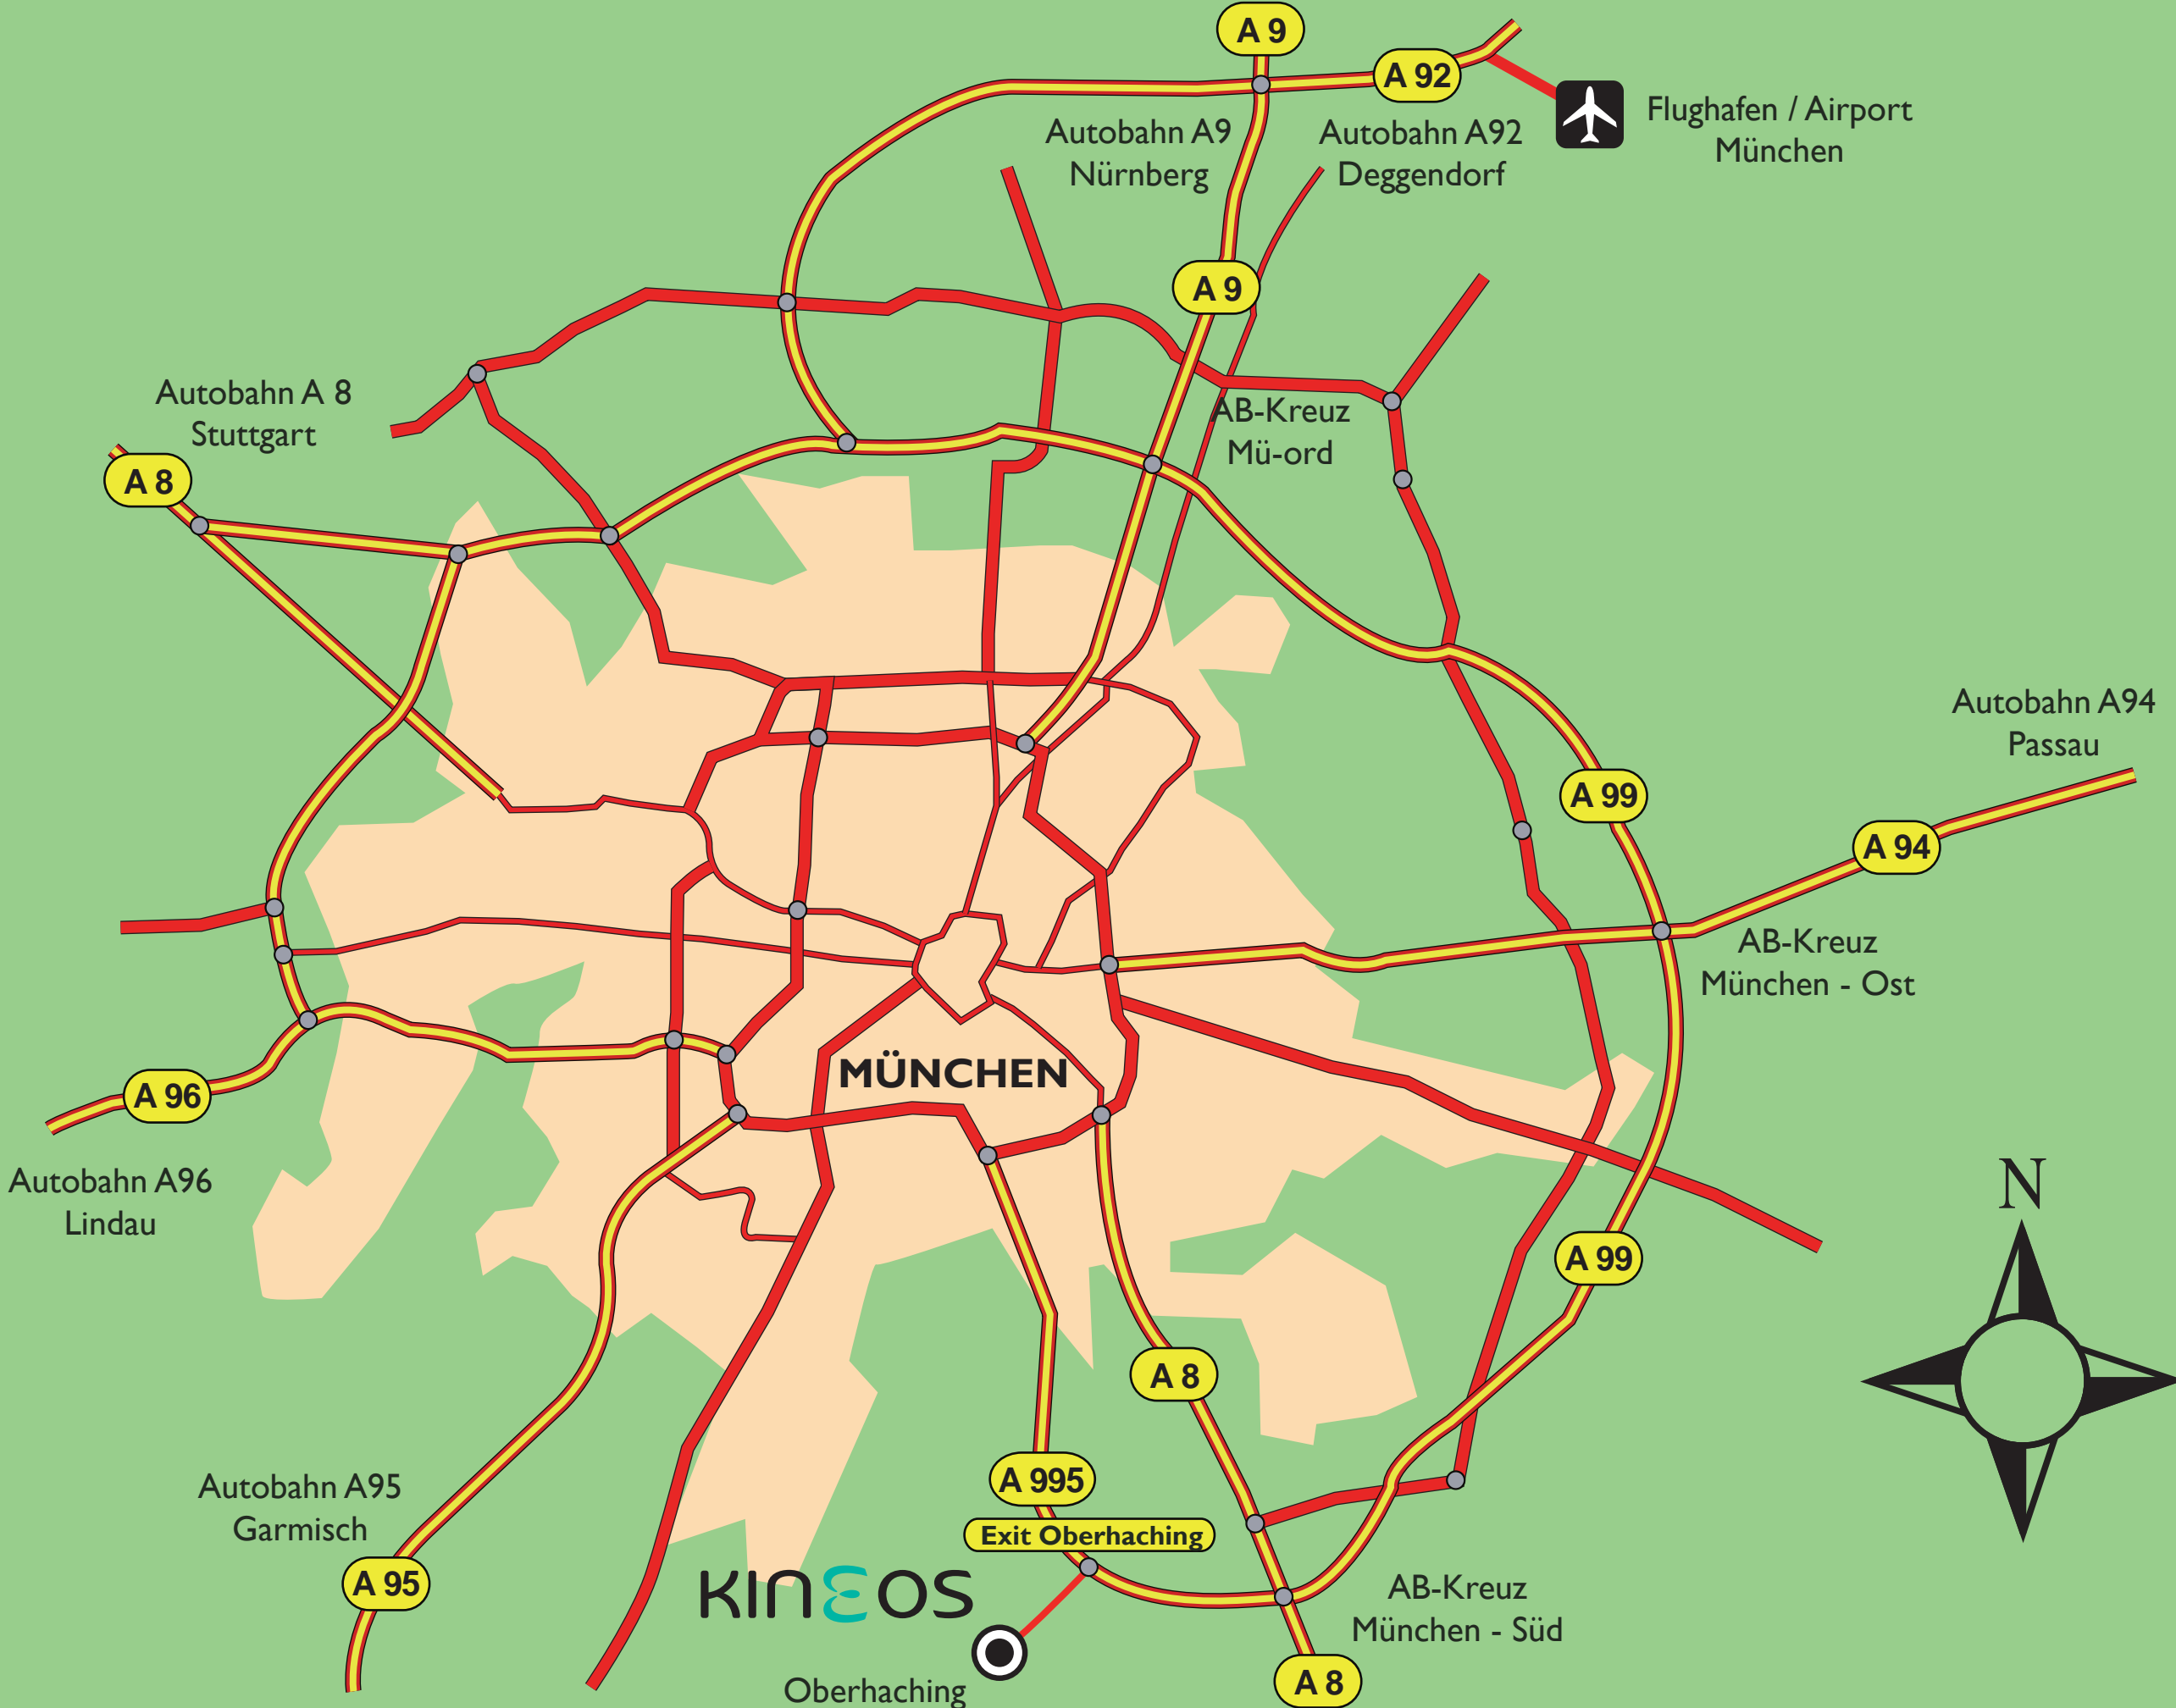 A 9
A 92
Flughafen / Airport
München
Autobahn A9
Nürnberg
Autobahn A92
Deggendorf
A 9
Autobahn A 8
Stuttgart
AB-Kreuz
Mü-ord
A 8
Autobahn A94
Passau
A 99
A 94
AB-Kreuz
München - Ost
MÜNCHEN
A 96
Autobahn A96
Lindau
N
A 99
A 8
A 995
Autobahn A95
Garmisch
Exit Oberhaching
A 95
KINEOS
AB-Kreuz
München - Süd
Oberhaching
A 8